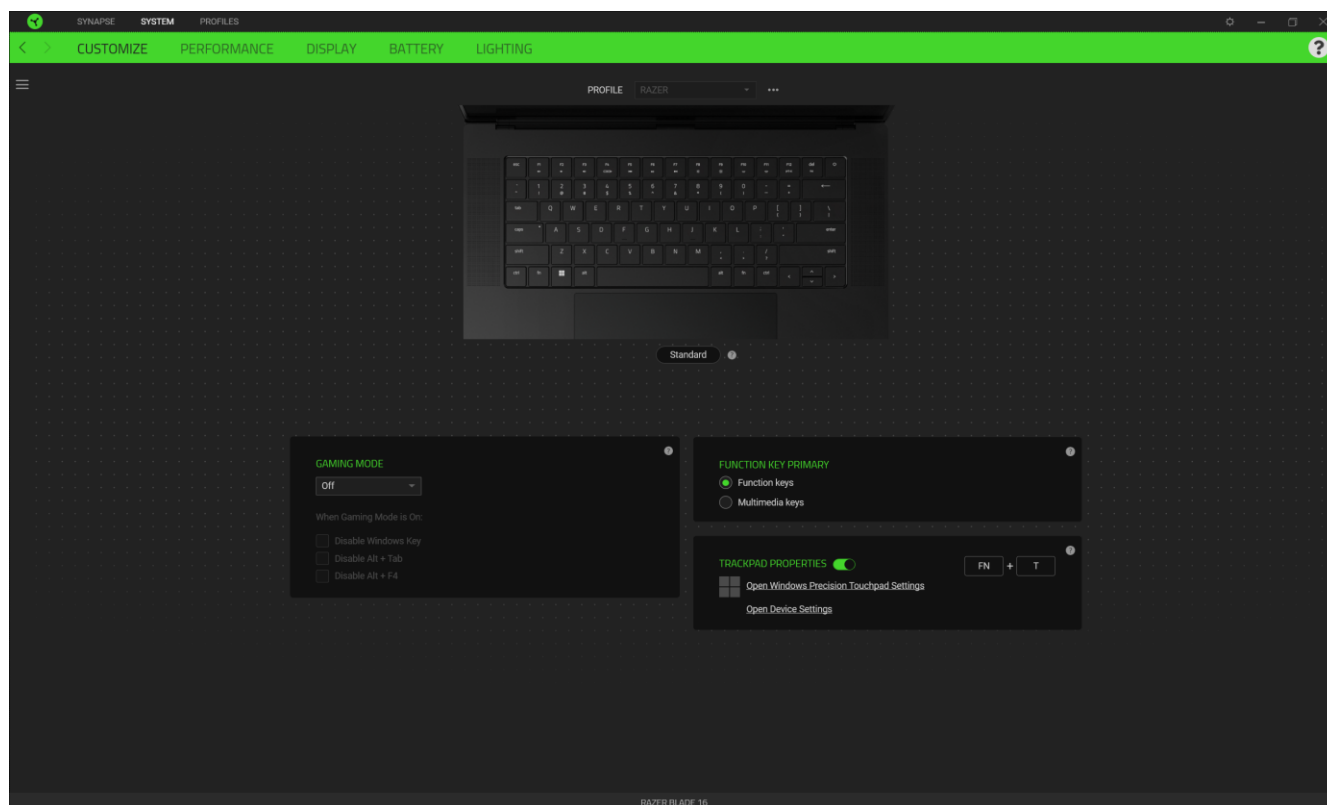 SYNAPSE SYSTEM PROFILES
CUSTOMIZE PERFORMANCE DISPLAY BATTERY LIGHTING
?
PROFILE RAZER
Q W E R T Y U I O P
A S D F G H J K L
Z X C V B N M
Standard ?
GAMING MODE ?
Off
When Gaming Mode is On:
Disable Windows Key
Disable Alt + Tab
Disable Alt + F4
FUNCTION KEY PRIMARY ?
Function keys
Multimedia keys
TRACKPAD PROPERTIES FN + T ?
Open Windows Precision Touchpad Settings
Open Device Settings
RAZER BLADE 16